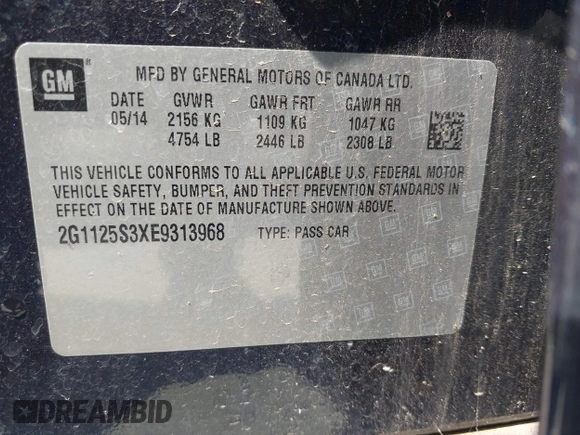 GM ®
MFD BY GENERAL MOTORS OF CANADA LTD.
DATE GVWR GAWR FRT GAWR RR
05/14 2156 KG 1109 KG 1047 KG
4754 LB 2446 LB 2308 LB
THIS VEHICLE CONFORMS TO ALL APPLICABLE U.S. FEDERAL MOTOR
VEHICLE SAFETY, BUMPER, AND THEFT PREVENTION STANDARDS IN
EFFECT ON THE DATE OF MANUFACTURE SHOWN ABOVE.
2G1125S3XE9313968 TYPE: PASS CAR
DREAMBID